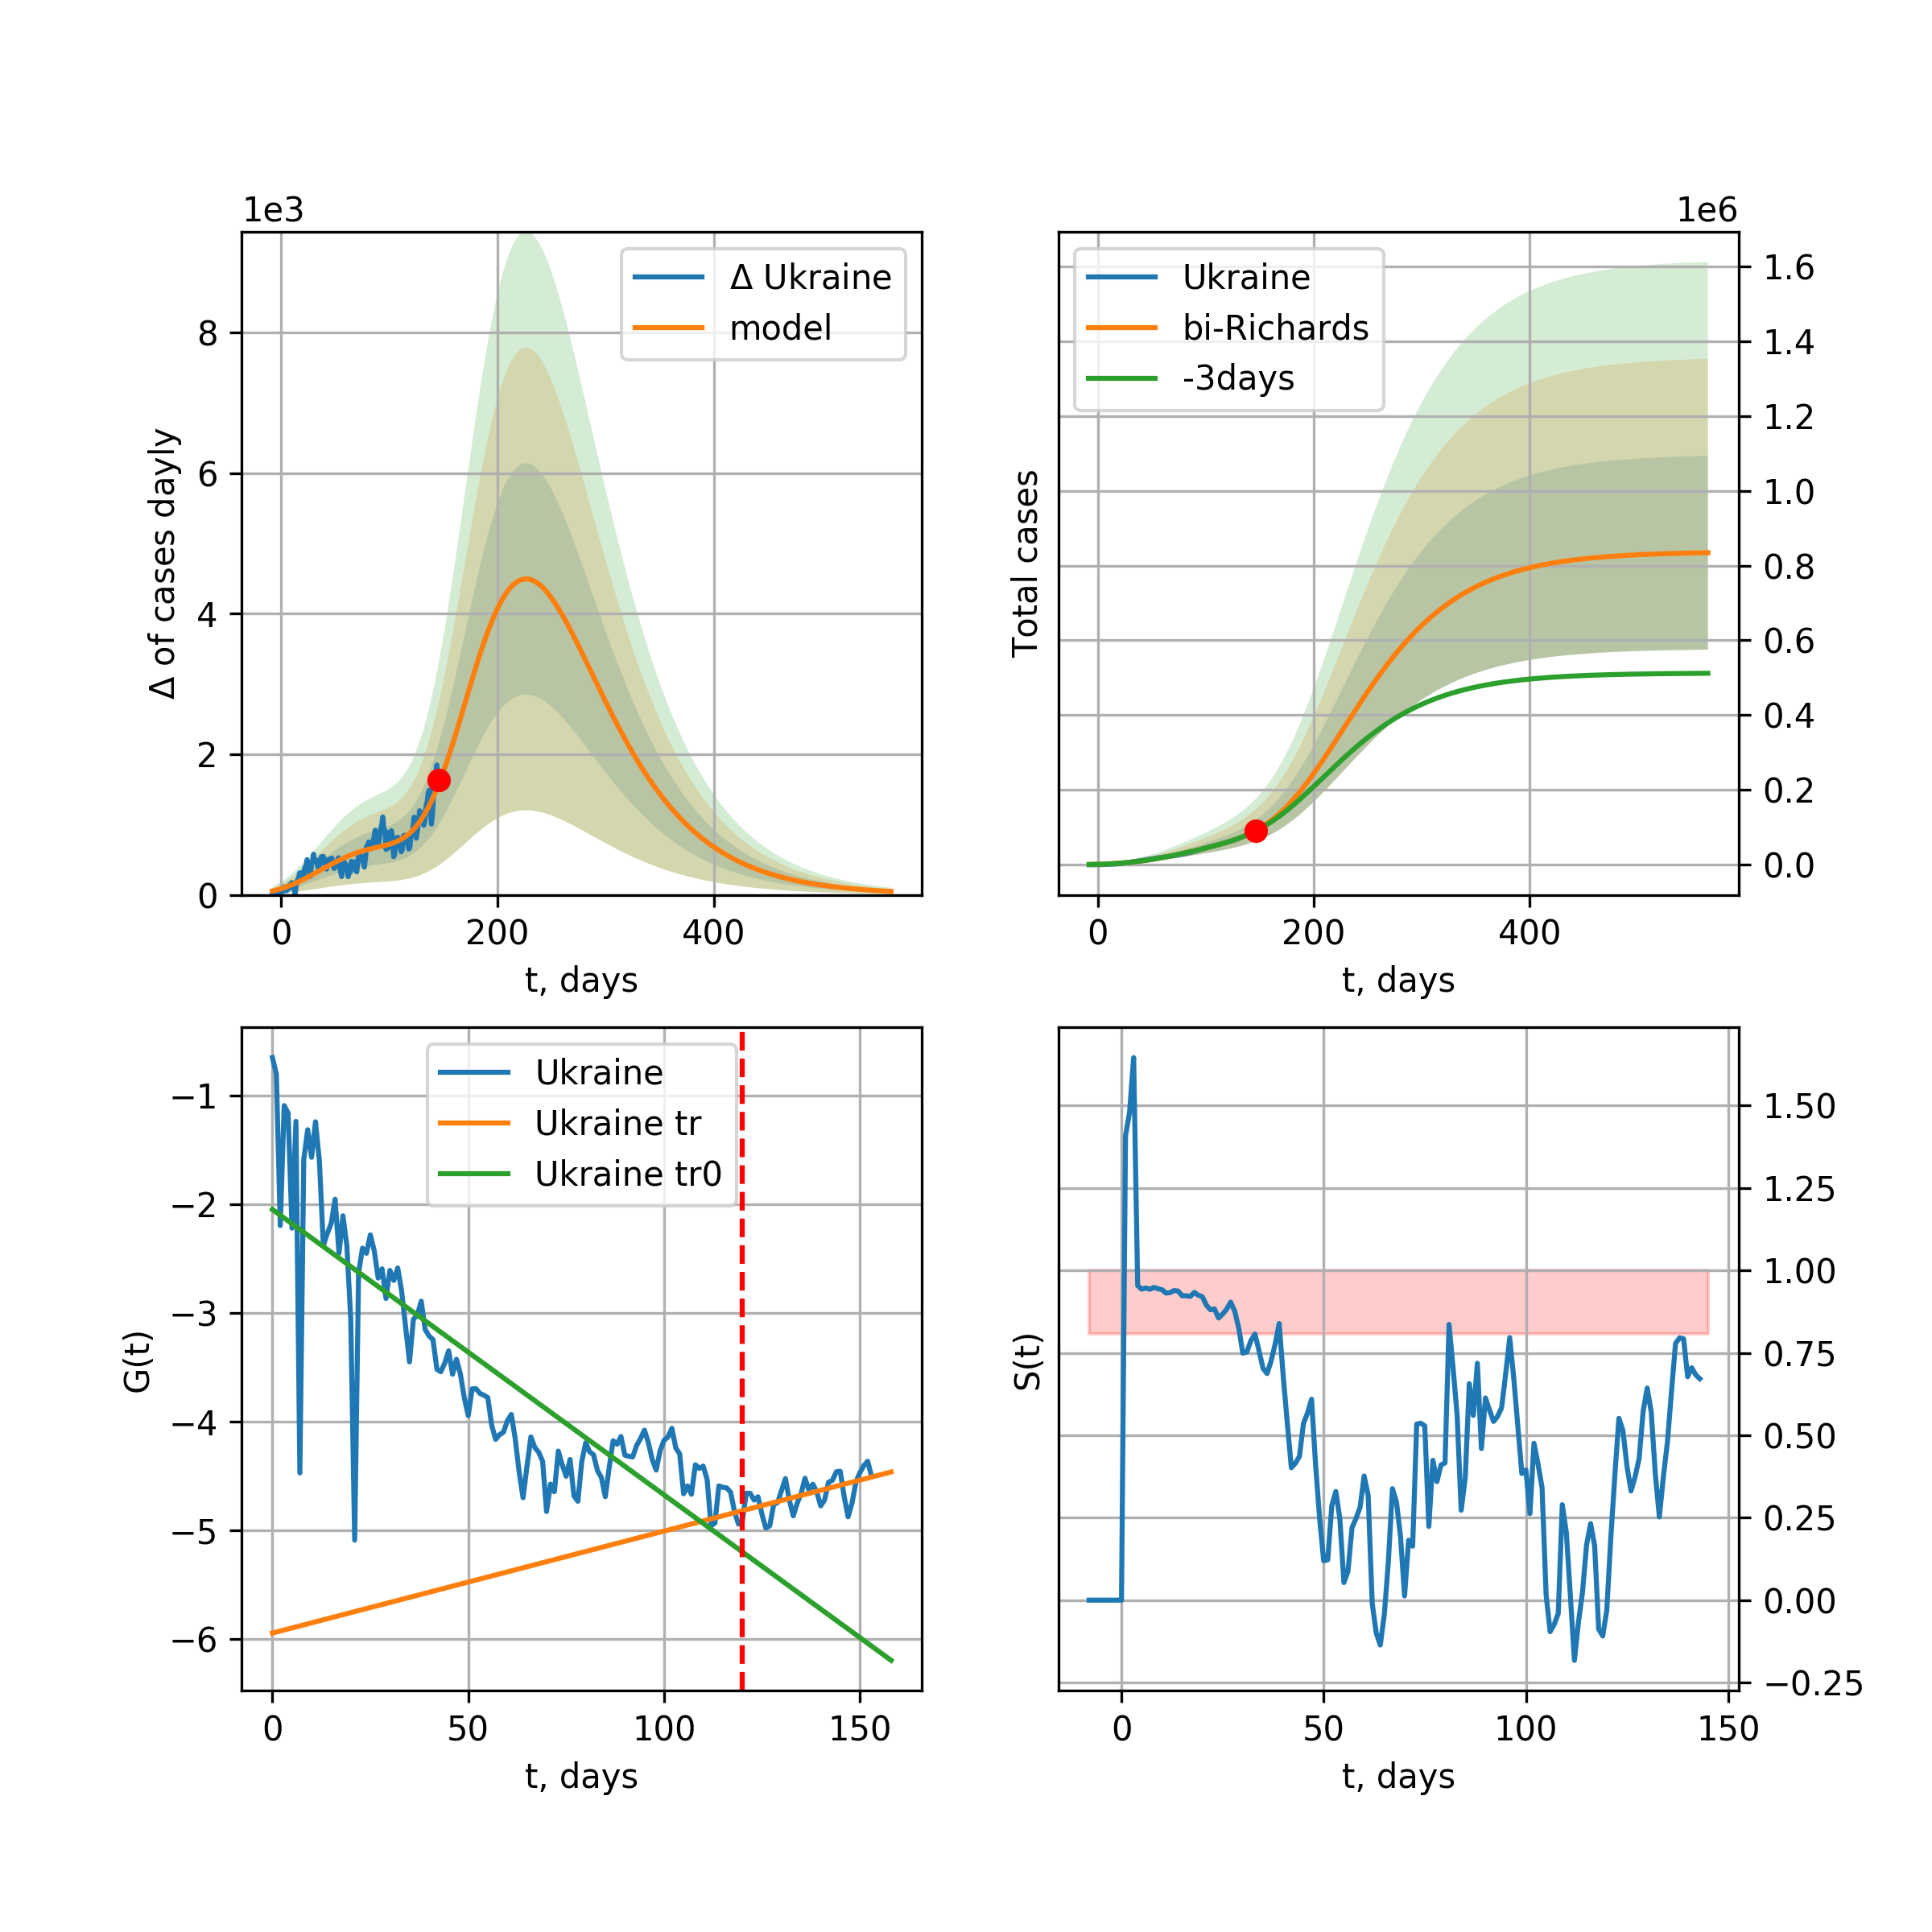 1e3
Δ Ukraine
model
8
6
4
2
0
Δ of cases dayly
0 200 400
t, days
1e6
Ukraine
bi-Richards
-3days
1.6
1.4
1.2
1.0
0.8
0.6
0.4
0.2
0.0
Total cases
0 200 400
t, days
Ukraine
Ukraine tr
Ukraine tr0
−1
−2
−3
−4
−5
−6
G(t)
0 50 100 150
t, days
1.50
1.25
1.00
0.75
0.50
0.25
0.00
−0.25
S(t)
0 50 100 150
t, days